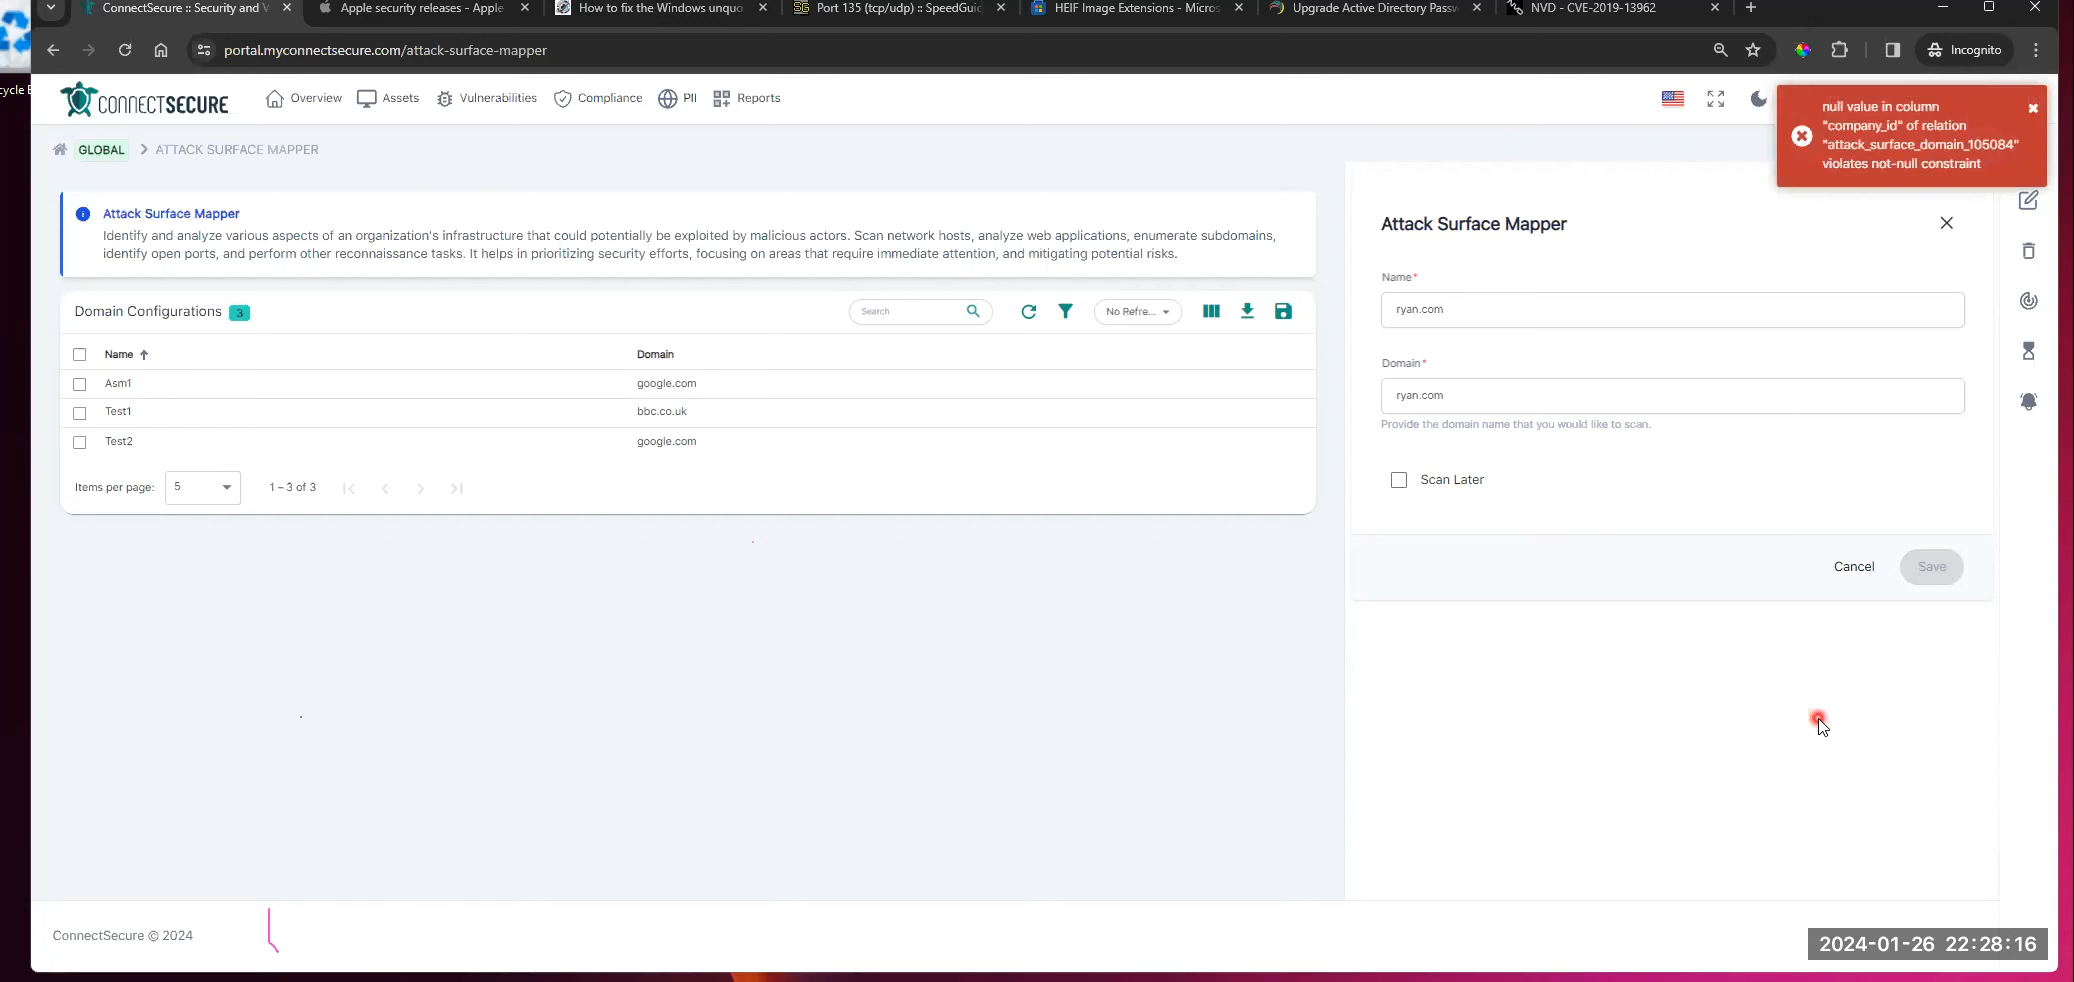 ConnectSecure :: Security and V
Apple security releases - Apple
How to fix the Windows unquo
Port 135 (tcp/udp) :: SpeedGuid
HEIF Image Extensions - Micros
Upgrade Active Directory Passw
NVD - CVE-2019-13962
portal.myconnectsecure.com/attack-surface-mapper
Incognito
cycle B
CONNECTSECURE
Overview
Assets
Vulnerabilities
Compliance
PII
Reports
null value in column
"company_id" of relation
"attack_surface_domain_105084"
violates not-null constraint
GLOBAL
ATTACK SURFACE MAPPER
Attack Surface Mapper
Identify and analyze various aspects of an organization's infrastructure that could potentially be exploited by malicious actors. Scan network hosts, analyze web applications, enumerate subdomains,
identify open ports, and perform other reconnaissance tasks. It helps in prioritizing security efforts, focusing on areas that require immediate attention, and mitigating potential risks.
Domain Configurations 3
Search
No Refre...
Name Domain
Asm1 google.com
Test1 bbc.co.uk
Test2 google.com
Items per page: 5 1 – 3 of 3
Attack Surface Mapper
Name*
ryan.com
Domain*
ryan.com
Provide the domain name that you would like to scan.
Scan Later
Cancel
Save
ConnectSecure © 2024
2024-01-26 22:28:16